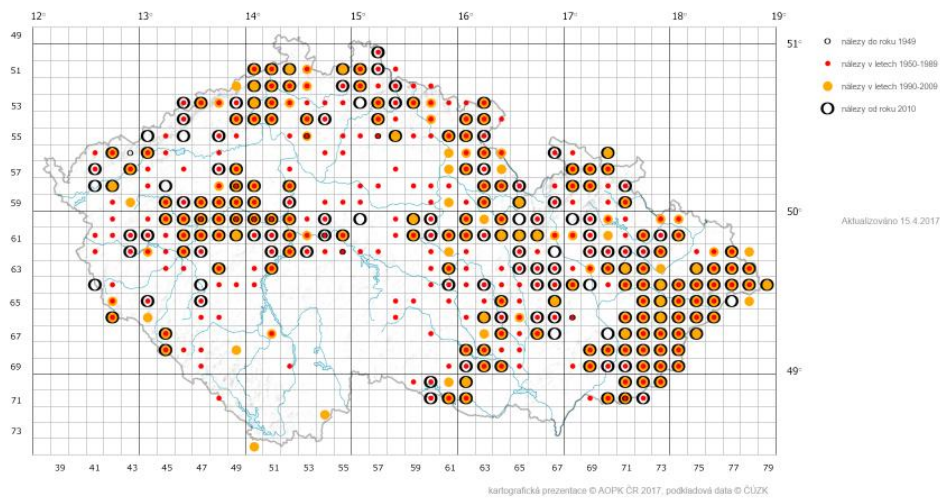 12° 13° 14° 15° 16° 17° 18° 19°
49
51°
51
53
55
57
59
50°
61
63
65
67
69
49°
71
73
39 41 43 45 47 49 51 53 55 57 59 61 63 65 67 69 71 73 75 77 79
nálezy do roku 1949
nálezy v letech 1950-1989
nálezy v letech 1990-2009
nálezy od roku 2010
Aktualizováno 15.4.2017
kartografická prezentace © AOPK ČR 2017, podkladová data © ČÚZK